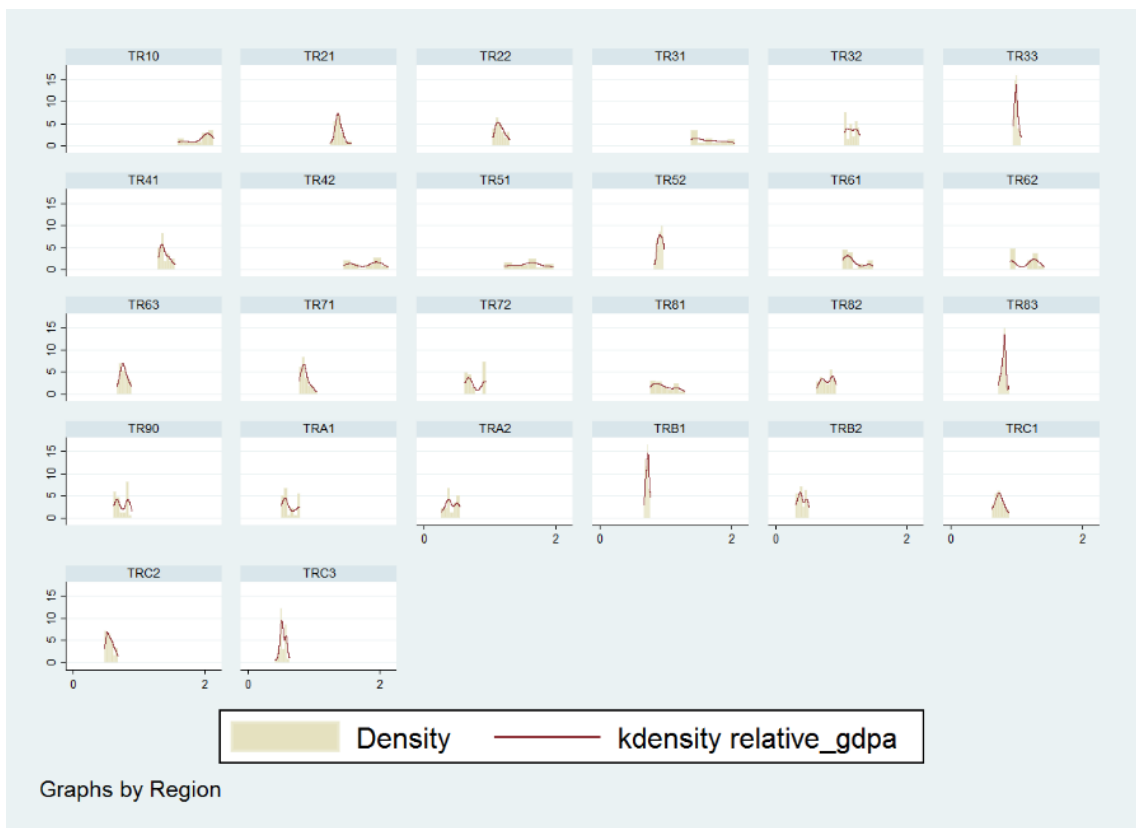 TR10 TR21 TR22 TR31 TR32 TR33
15
10
5
0
TR41 TR42 TR51 TR52 TR61 TR62
15
10
5
0
TR63 TR71 TR72 TR81 TR82 TR83
15
10
5
0
TR90 TRA1 TRA2 TRB1 TRB2 TRC1
15
10
5
0
0 2 0 2 0 2 0 2
TRC2 TRC3
15
10
5
0
0 2 0 2
Density kdensity relative_gdpa
Graphs by Region